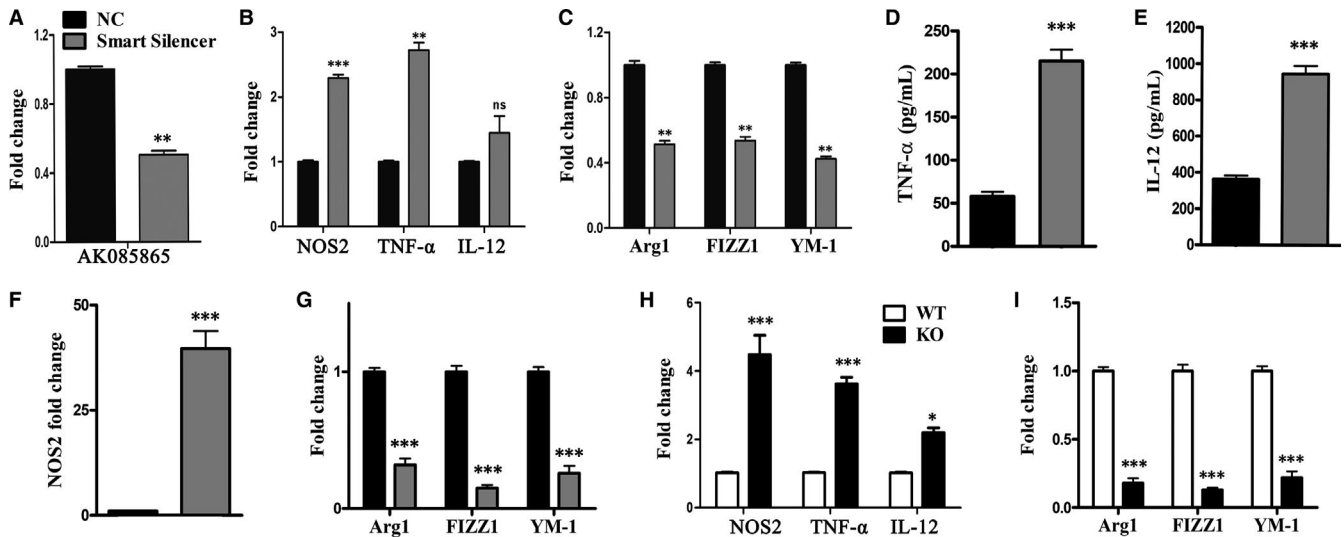 A
NC
Smart Silencer
Fold change
1.2
0.9
0.6
0.3
0.0
**
AK085865
B
Fold change
3
2
1
0
***
**
ns
NOS2 TNF-α IL-12
C
Fold change
1.2
0.8
0.4
0.0
** ** **
Arg1 FIZZ1 YM-1
D
TNF-α (pg/mL)
250
200
150
100
50
0
***
E
IL-12 (pg/mL)
1200
1000
800
600
400
200
0
***
F
NOS2 fold change
50
25
0
***
G
Fold change
1
0
*** *** ***
Arg1 FIZZ1 YM-1
H
WT
KO
Fold change
6
4
2
0
***
***
*
NOS2 TNF-α IL-12
I
Fold change
1.5
1.0
0.5
0.0
*** *** ***
Arg1 FIZZ1 YM-1